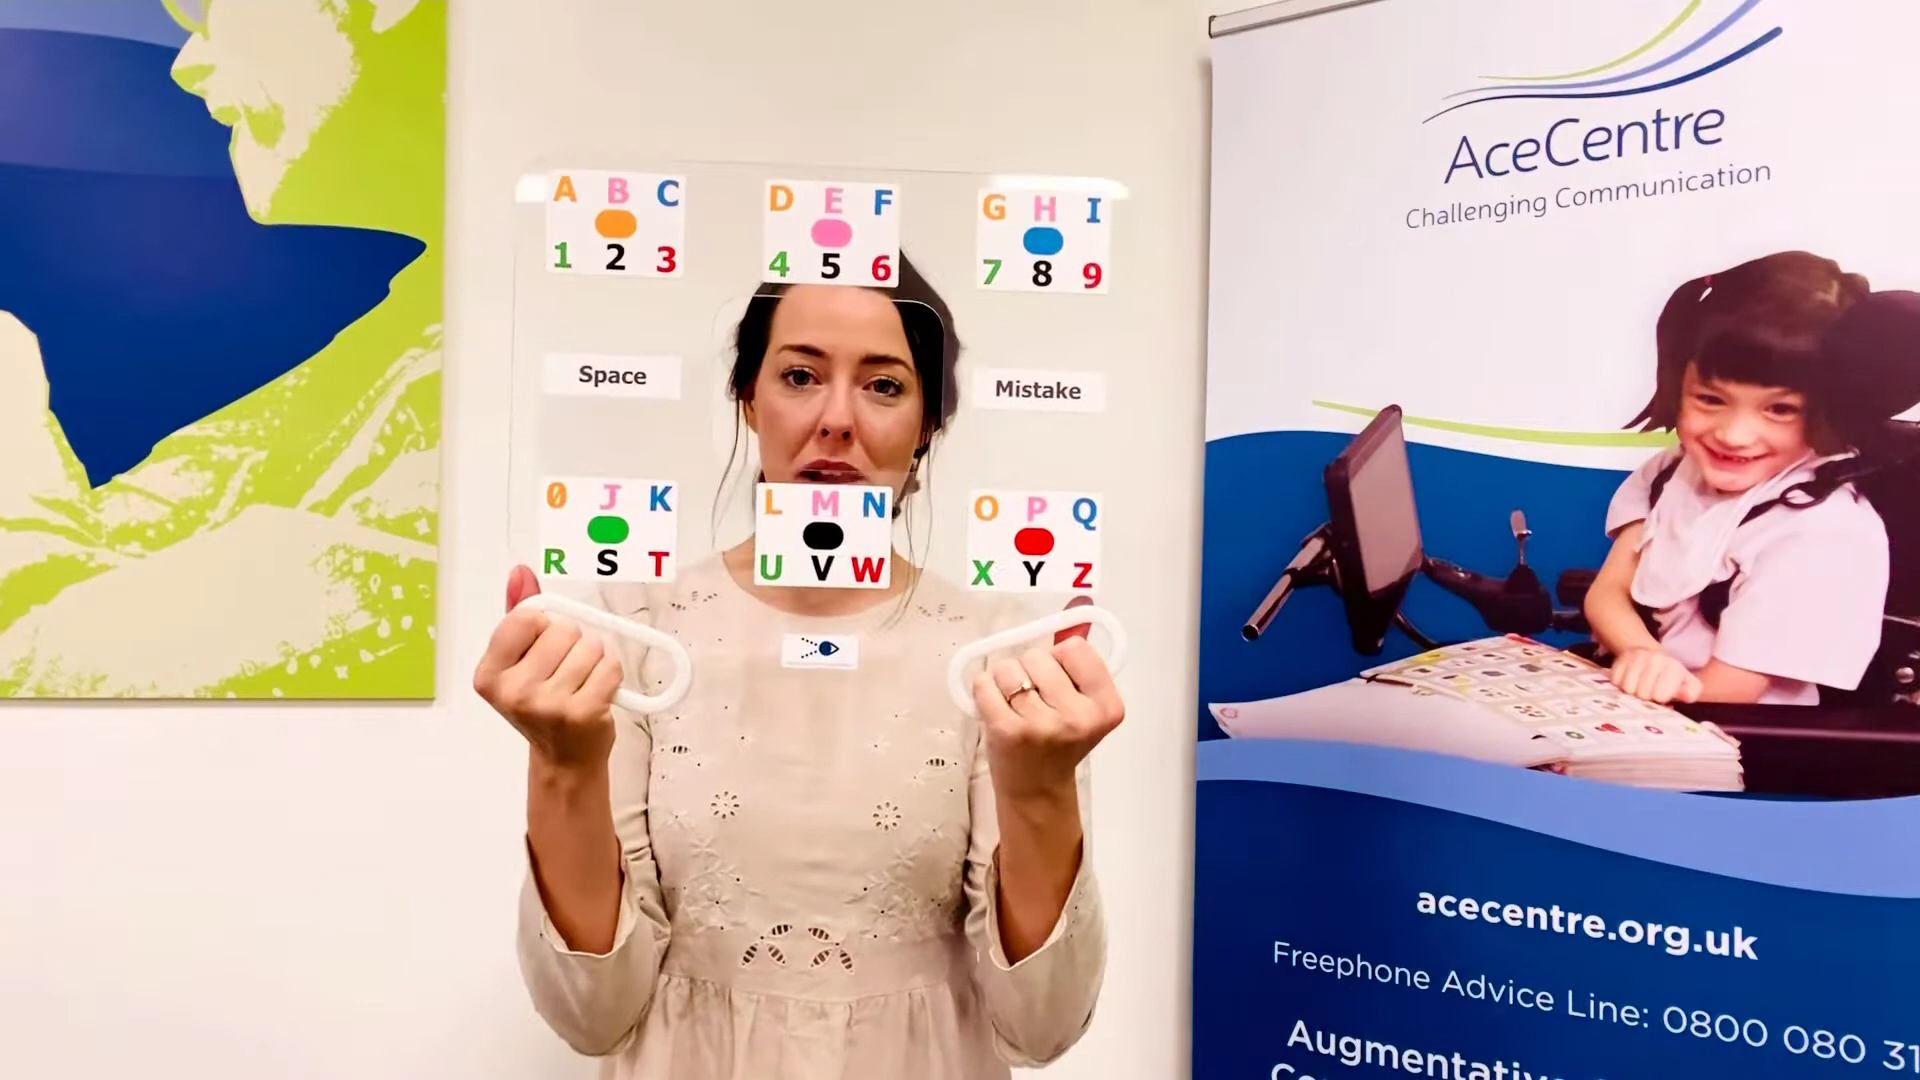 A B C
1 2 3
D E F
4 5 6
G H I
7 8 9
Space
Mistake
0 J K
R S T
L M N
U V W
O P Q
X Y Z
AceCentre
Challenging Communication
acecentre.org.uk
Freephone Advice Line: 0800 080 31